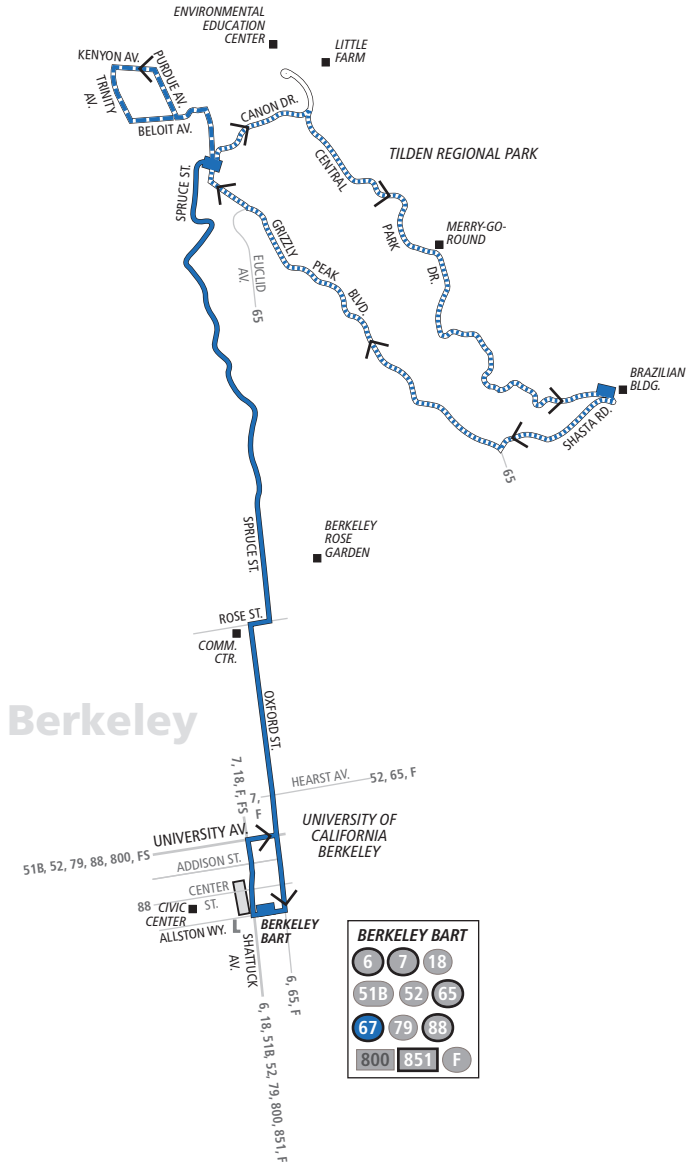 ENVIRONMENTAL
EDUCATION
CENTER
LITTLE
FARM
KENYON AV.
PURDUE AV.
TRINITY
AV.
BELOIT AV.
CANON DR.
CENTRAL
PARK
DR.
TILDEN REGIONAL PARK
SPRUCE ST.
MERRY-GO-
ROUND
GRIZZLY
PEAK
BLVD.
EUCLID
AV.
65
BRAZILIAN
BLDG.
SHASTA RD.
65
SPRUCE ST.
BERKELEY
ROSE
GARDEN
ROSE ST.
COMM.
CTR.
OXFORD ST.
Berkeley
7, 18, F, FS
7,
F
HEARST AV.
52, 65, F
UNIVERSITY OF
CALIFORNIA
BERKELEY
UNIVERSITY AV.
51B, 52, 79, 88, 800, FS
ADDISON ST.
CENTER
ST.
88
CIVIC
CENTER
ALLSTON WY.
BERKELEY
BART
SHATTUCK
AV.
6, 65, F
6, 18, 51B, 52, 79, 800, 851, F
BERKELEY BART
6 7 18
51B 52 65
67 79 88
800 851 F